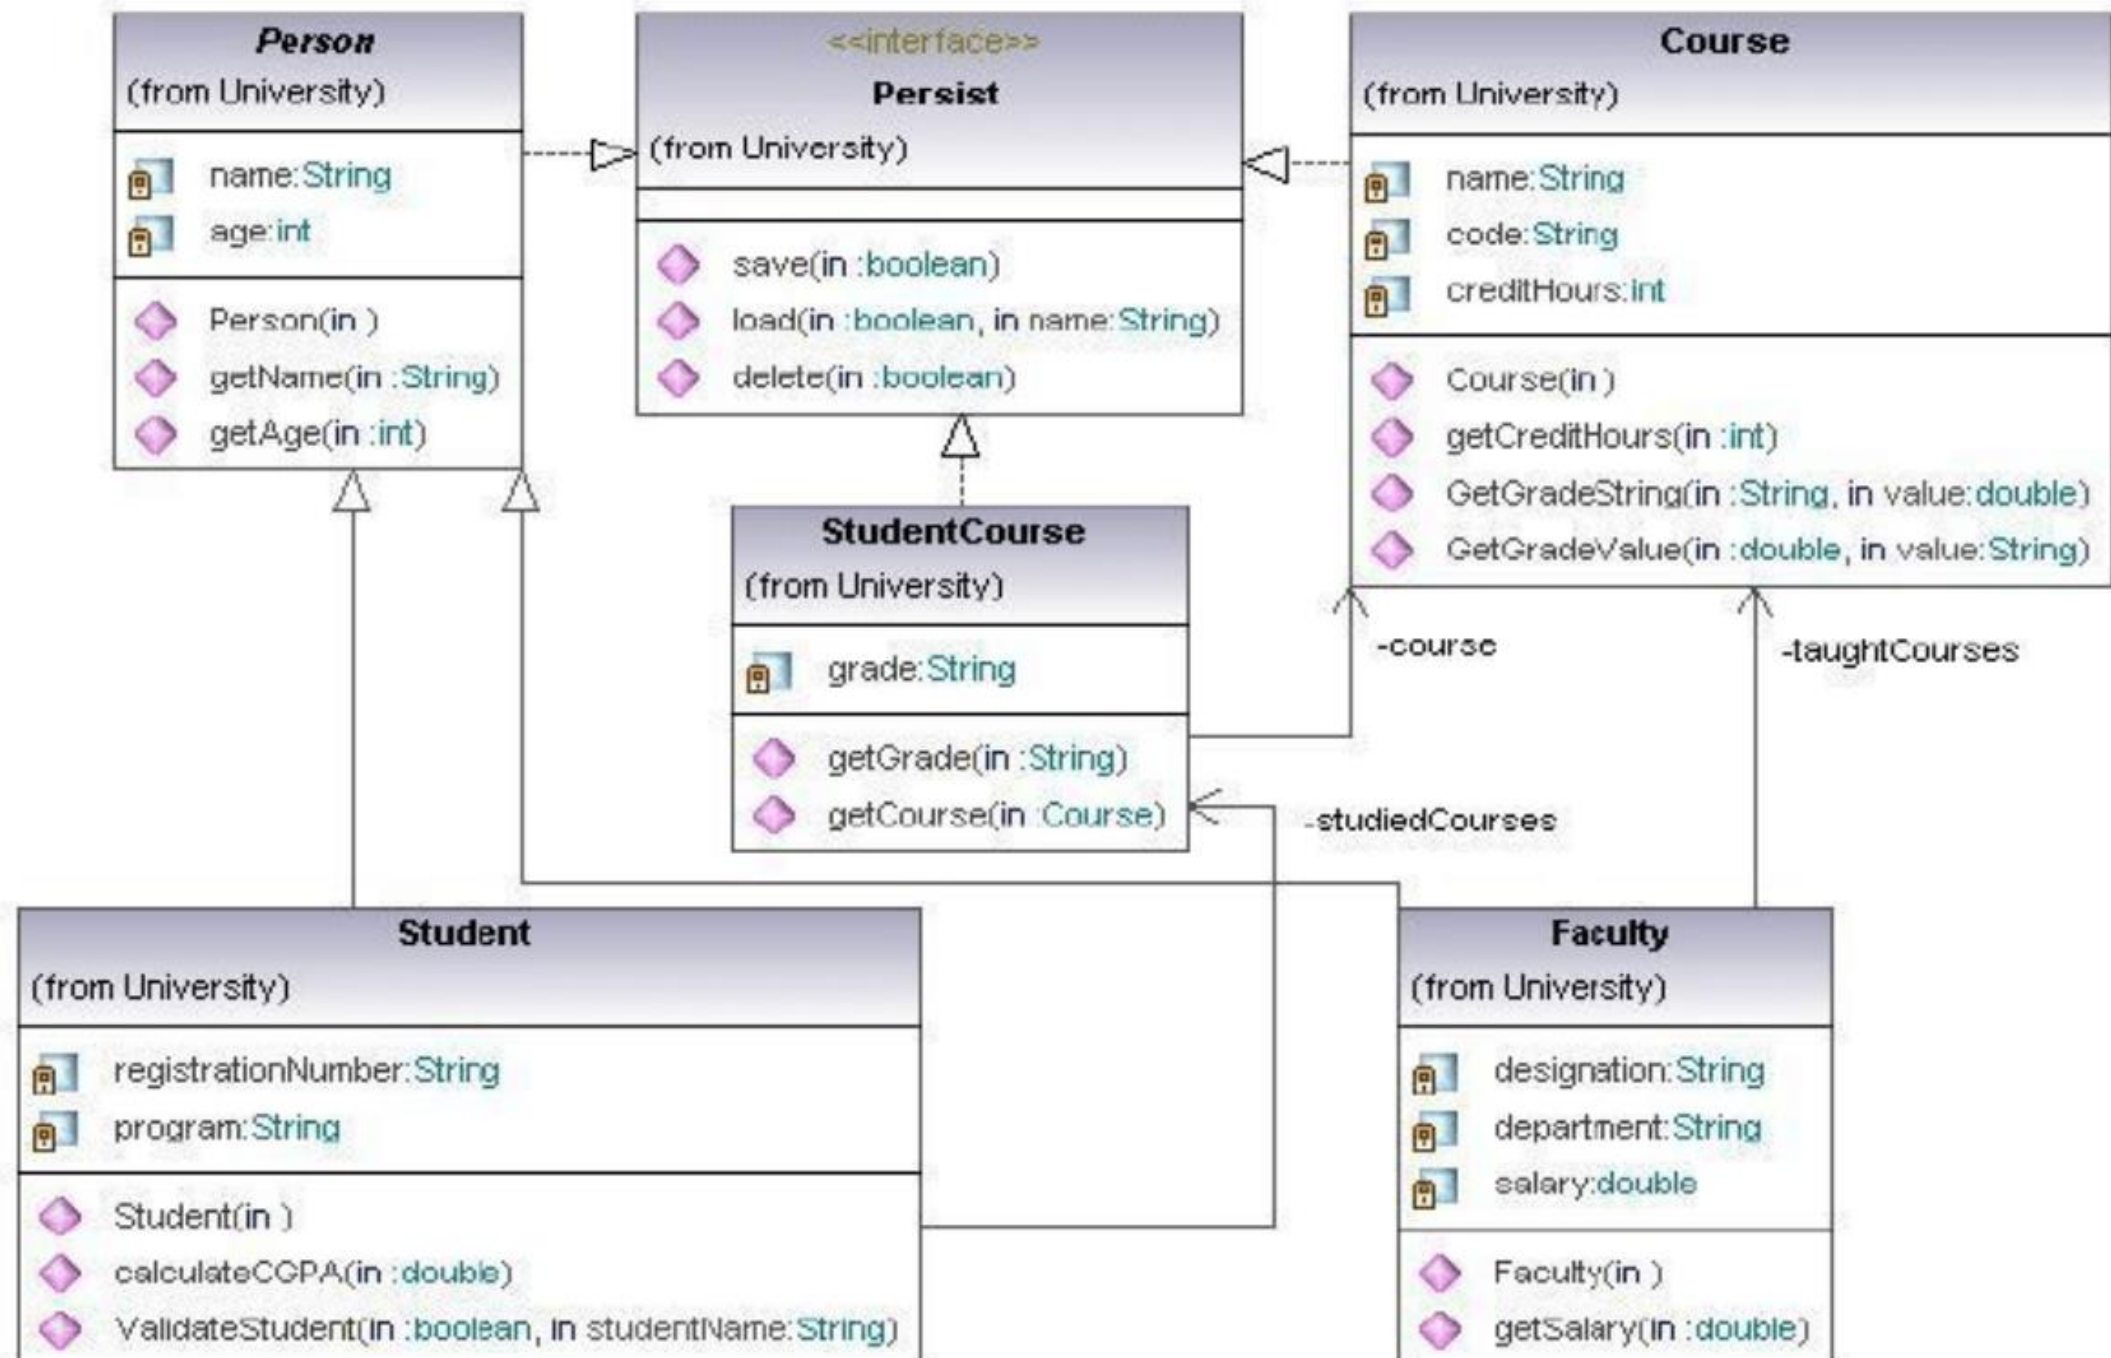 Person
(from University)
name:String
age:int
Person(in )
getName(in :String)
getAge(in :int)
<<interface>>
Persist
(from University)
save(in :boolean)
load(in :boolean, in name:String)
delete(in :boolean)
Course
(from University)
name:String
code:String
creditHours:int
Course(in )
getCreditHours(in :int)
GetGradeString(in :String, in value:double)
GetGradeValue(in :double, in value:String)
StudentCourse
(from University)
grade:String
getGrade(in :String)
getCourse(in :Course)
-course
-taughtCourses
-studiedCourses
Student
(from University)
registrationNumber:String
program:String
Student(in )
calculateCGPA(in :double)
ValidateStudent(in :boolean, in studentName:String)
Faculty
(from University)
designation:String
department:String
salary:double
Faculty(in )
getSalary(in :double)